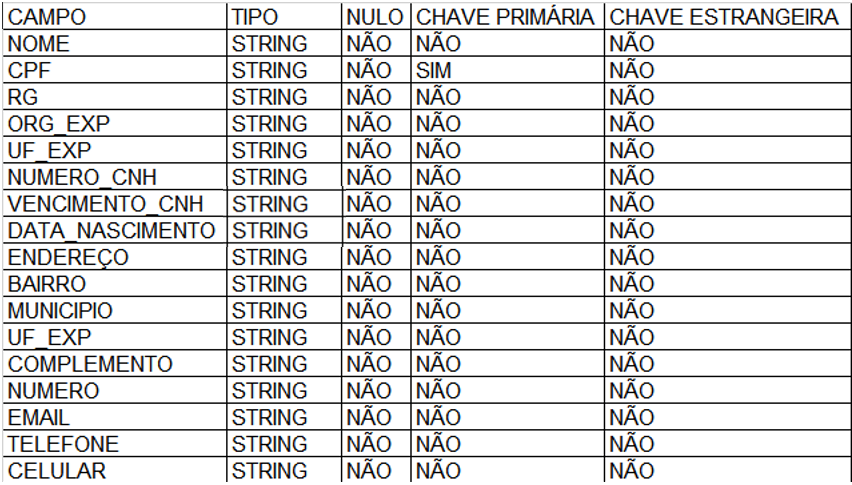 CAMPO TIPO NULO CHAVE PRIMÁRIA CHAVE ESTRANGEIRA
NOME STRING NÃO NÃO NÃO
CPF STRING NÃO SIM NÃO
RG STRING NÃO NÃO NÃO
ORG_EXP STRING NÃO NÃO NÃO
UF_EXP STRING NÃO NÃO NÃO
NUMERO_CNH STRING NÃO NÃO NÃO
VENCIMENTO_CNH STRING NÃO NÃO NÃO
DATA_NASCIMENTO STRING NÃO NÃO NÃO
ENDEREÇO STRING NÃO NÃO NÃO
BAIRRO STRING NÃO NÃO NÃO
MUNICIPIO STRING NÃO NÃO NÃO
UF_EXP STRING NÃO NÃO NÃO
COMPLEMENTO STRING NÃO NÃO NÃO
NUMERO STRING NÃO NÃO NÃO
EMAIL STRING NÃO NÃO NÃO
TELEFONE STRING NÃO NÃO NÃO
CELULAR STRING NÃO NÃO NÃO